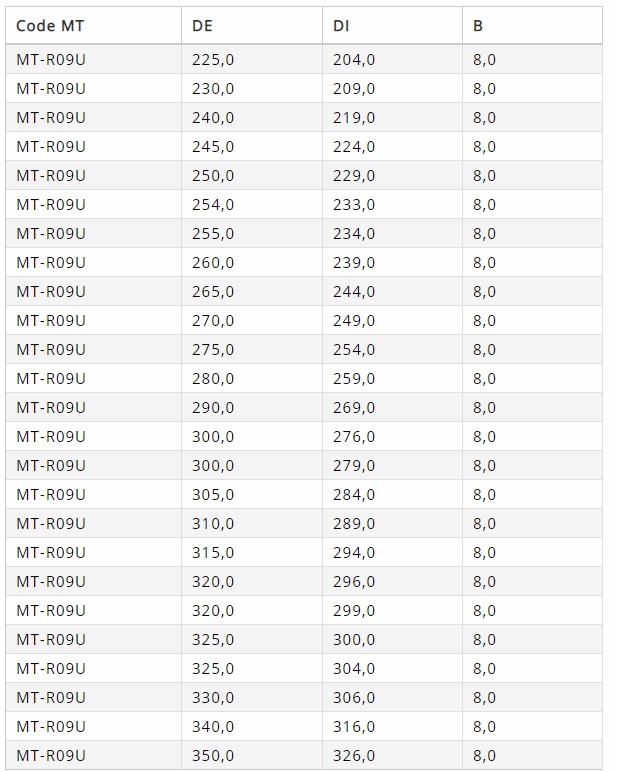 Code MT DE DI B
MT-R09U 225,0 204,0 8,0
MT-R09U 230,0 209,0 8,0
MT-R09U 240,0 219,0 8,0
MT-R09U 245,0 224,0 8,0
MT-R09U 250,0 229,0 8,0
MT-R09U 254,0 233,0 8,0
MT-R09U 255,0 234,0 8,0
MT-R09U 260,0 239,0 8,0
MT-R09U 265,0 244,0 8,0
MT-R09U 270,0 249,0 8,0
MT-R09U 275,0 254,0 8,0
MT-R09U 280,0 259,0 8,0
MT-R09U 290,0 269,0 8,0
MT-R09U 300,0 276,0 8,0
MT-R09U 300,0 279,0 8,0
MT-R09U 305,0 284,0 8,0
MT-R09U 310,0 289,0 8,0
MT-R09U 315,0 294,0 8,0
MT-R09U 320,0 296,0 8,0
MT-R09U 320,0 299,0 8,0
MT-R09U 325,0 300,0 8,0
MT-R09U 325,0 304,0 8,0
MT-R09U 330,0 306,0 8,0
MT-R09U 340,0 316,0 8,0
MT-R09U 350,0 326,0 8,0